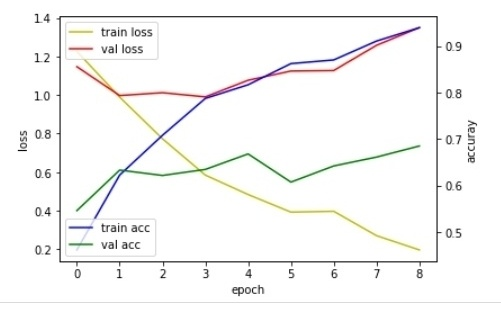 1.4
1.2
1.0
0.8
0.6
0.4
0.2
loss
train loss
val loss
train acc
val acc
0.9
0.8
0.7
0.6
0.5
accuray
0 1 2 3 4 5 6 7 8
epoch